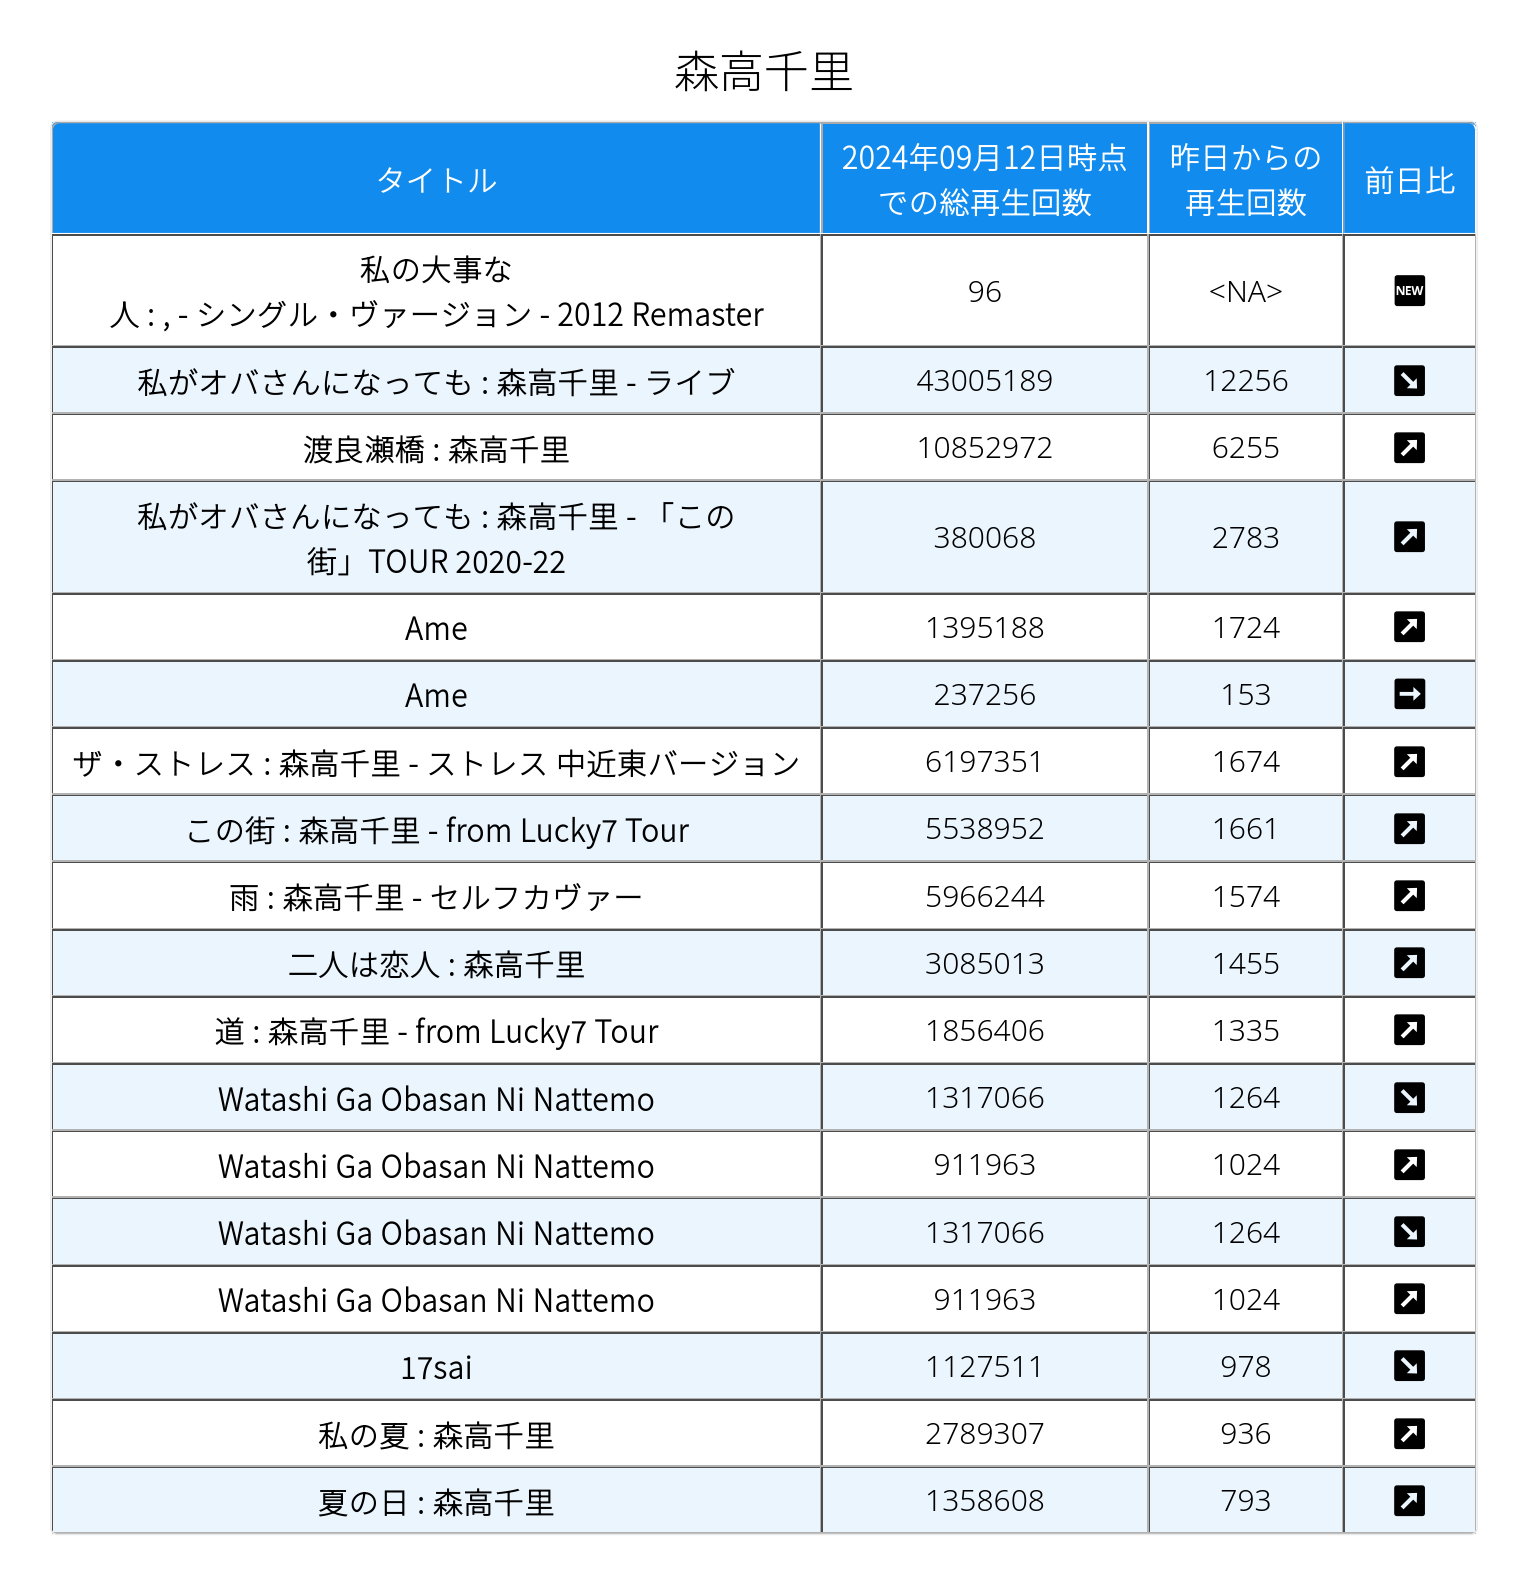 森高千里
タイトル
2024年09月12日時点
での総再生回数
昨日からの
再生回数
前日比
私の大事な
人 : , - シングル・ヴァージョン - 2012 Remaster
96
<NA>
NEW
私がオバさんになっても : 森高千里 - ライブ
43005189
12256
渡良瀬橋 : 森高千里
10852972
6255
私がオバさんになっても : 森高千里 - 「この
街」TOUR 2020-22
380068
2783
Ame
1395188
1724
Ame
237256
153
ザ・ストレス : 森高千里 - ストレス 中近東バージョン
6197351
1674
この街 : 森高千里 - from Lucky7 Tour
5538952
1661
雨 : 森高千里 - セルフカヴァー
5966244
1574
二人は恋人 : 森高千里
3085013
1455
道 : 森高千里 - from Lucky7 Tour
1856406
1335
Watashi Ga Obasan Ni Nattemo
1317066
1264
Watashi Ga Obasan Ni Nattemo
911963
1024
Watashi Ga Obasan Ni Nattemo
1317066
1264
Watashi Ga Obasan Ni Nattemo
911963
1024
17sai
1127511
978
私の夏 : 森高千里
2789307
936
夏の日 : 森高千里
1358608
793